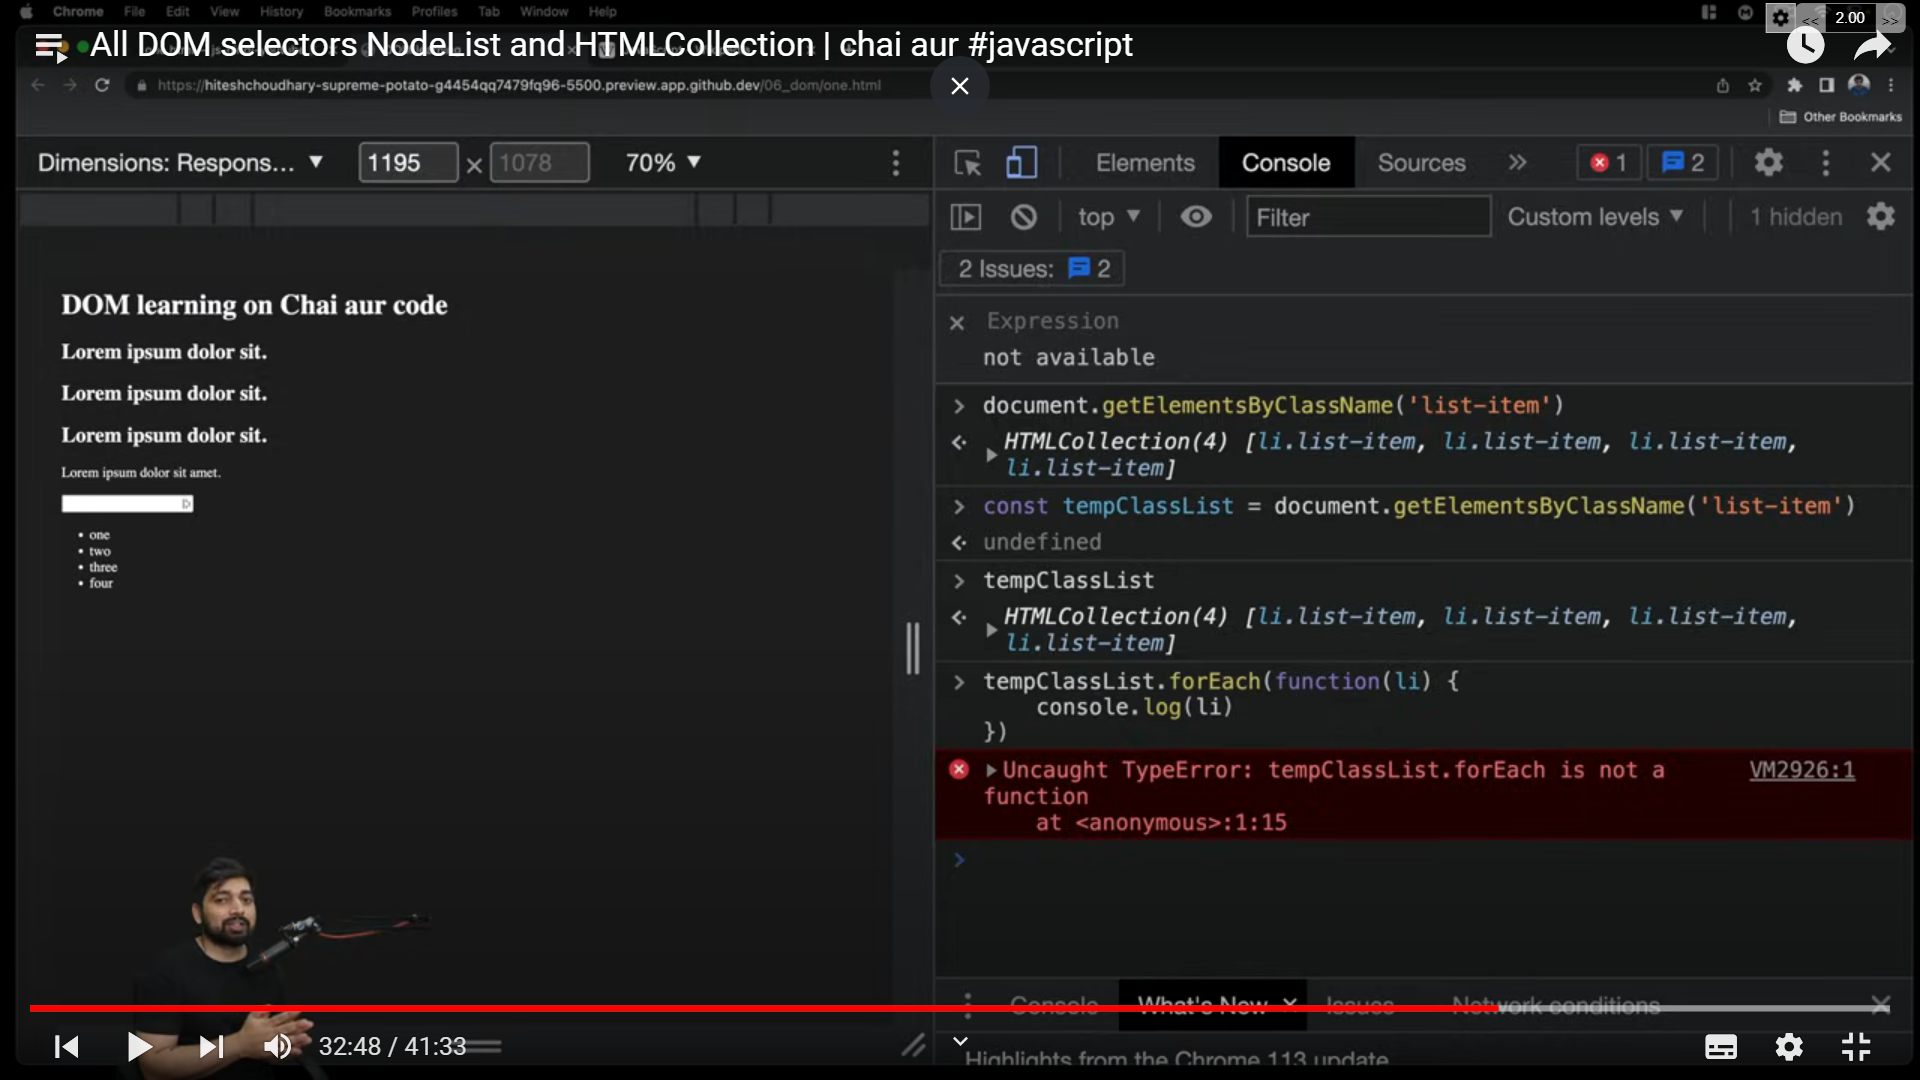 Chrome File Edit View History Bookmarks Profiles Tab Window Help
2.00
All DOM selectors NodeList and HTMLCollection | chai aur #javascript
https://hiteshchoudhary-supreme-potato-g4454qq7479fq96-5500.preview.app.github.dev/06_dom/one.html
Other Bookmarks
Dimensions: Respons... 1195 × 1078 70%
Elements Console Sources » 1 2
top Filter Custom levels 1 hidden
2 Issues: 2
DOM learning on Chai aur code
Lorem ipsum dolor sit.
Lorem ipsum dolor sit.
Lorem ipsum dolor sit.
Lorem ipsum dolor sit amet.
• one
• two
• three
• four
Expression
not available
document.getElementsByClassName('list-item')
HTMLCollection(4) [li.list-item, li.list-item, li.list-item,
li.list-item]
const tempClassList = document.getElementsByClassName('list-item')
undefined
tempClassList
HTMLCollection(4) [li.list-item, li.list-item, li.list-item,
li.list-item]
tempClassList.forEach(function(li) {
console.log(li)
})
Uncaught TypeError: tempClassList.forEach is not a VM2926:1
function
at <anonymous>:1:15
Console What's New Issues Network conditions
32:48 / 41:33
Highlights from the Chrome 113 update